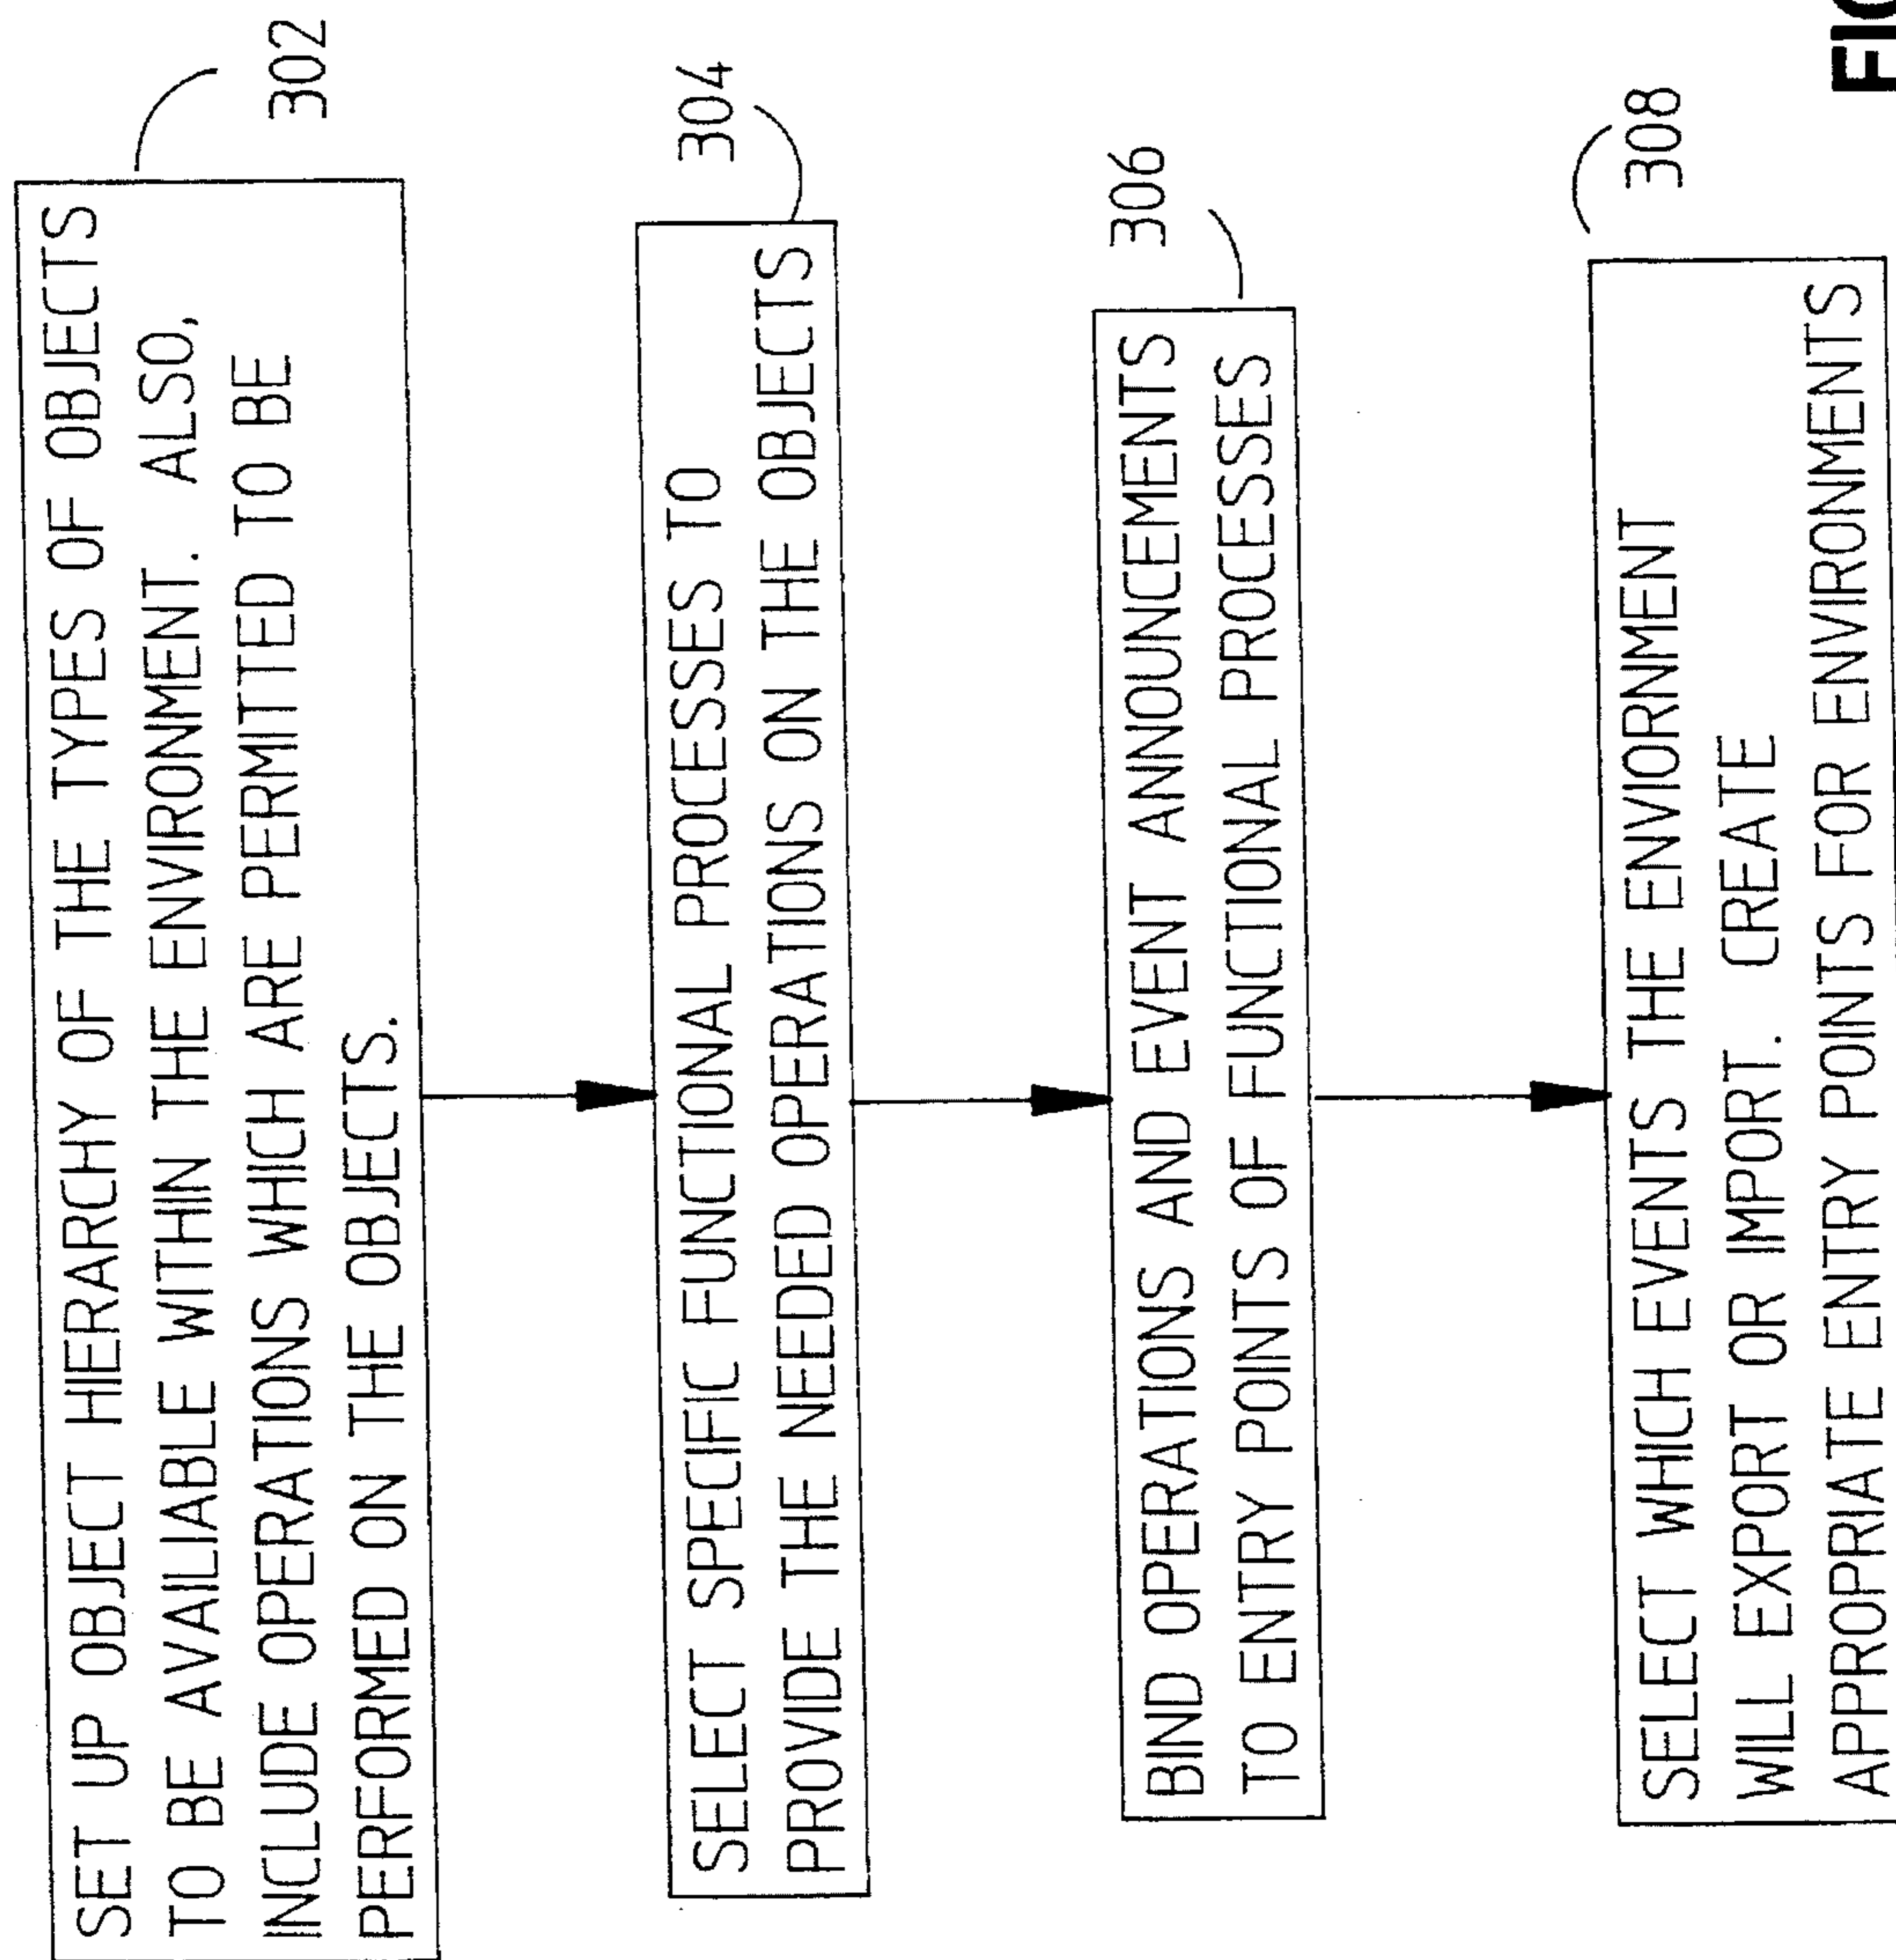 SET UP OBJECT HIERARCHY OF THE TYPES OF OBJECTS
TO BE AVAILIABLE WITHIN THE ENVIRONMENT. ALSO,
INCLUDE OPERATIONS WHICH ARE PERMITTED TO BE
PERFORMED ON THE OBJECTS.
302
SELECT SPECIFIC FUNCTIONAL PROCESSES TO
PROVIDE THE NEEDED OPERATIONS ON THE OBJECTS
304
BIND OPERATIONS AND EVENT ANNOUNCEMENTS
TO ENTRY POINTS OF FUNCTIONAL PROCESSES
306
SELECT WHICH EVENTS THE ENVIORNMENT
WILL EXPORT OR IMPORT. CREATE
APPROPRIATE ENTRY POINTS FOR ENVIRONMENTS
308